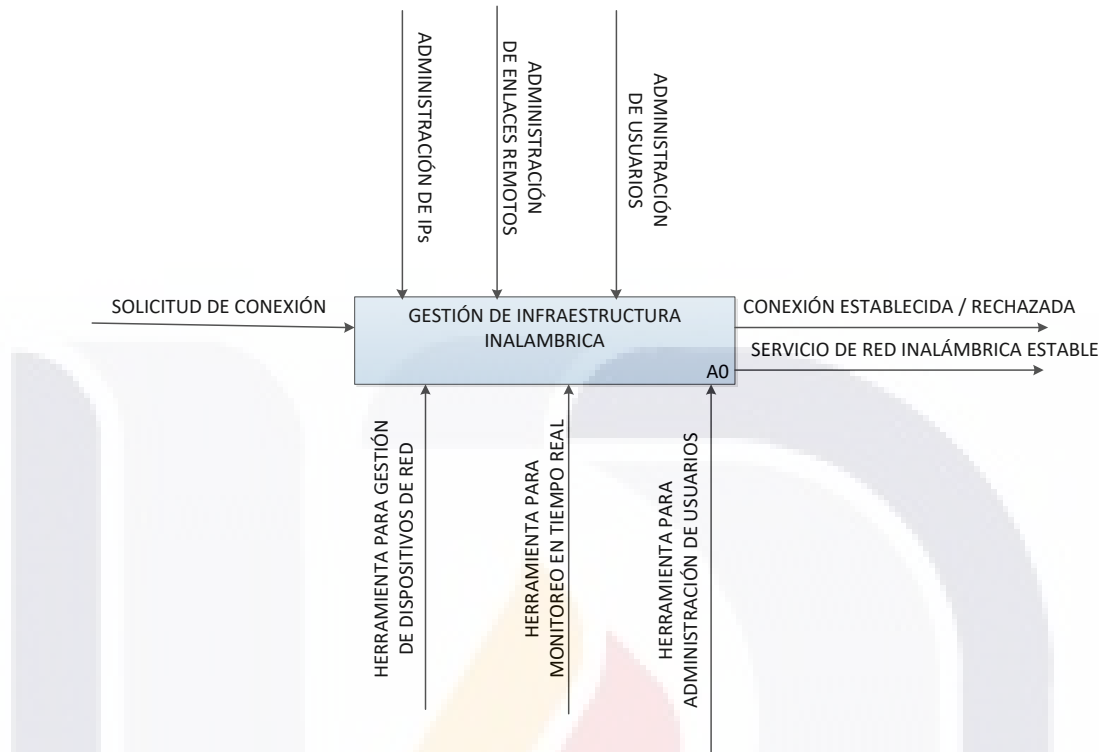 ADMINISTRACIÓN DE IPs
ADMINISTRACIÓN
DE ENLACES REMOTOS
ADMINISTRACIÓN
DE USUARIOS
SOLICITUD DE CONEXIÓN
GESTIÓN DE INFRAESTRUCTURA
INALAMBRICA
A0
CONEXIÓN ESTABLECIDA / RECHAZADA
SERVICIO DE RED INALÁMBRICA ESTABLE
HERRAMIENTA PARA GESTIÓN
DE DISPOSITIVOS DE RED
HERRAMIENTA PARA
MONITOREO EN TIEMPO REAL
HERRAMIENTA PARA
ADMINISTRACIÓN DE USUARIOS